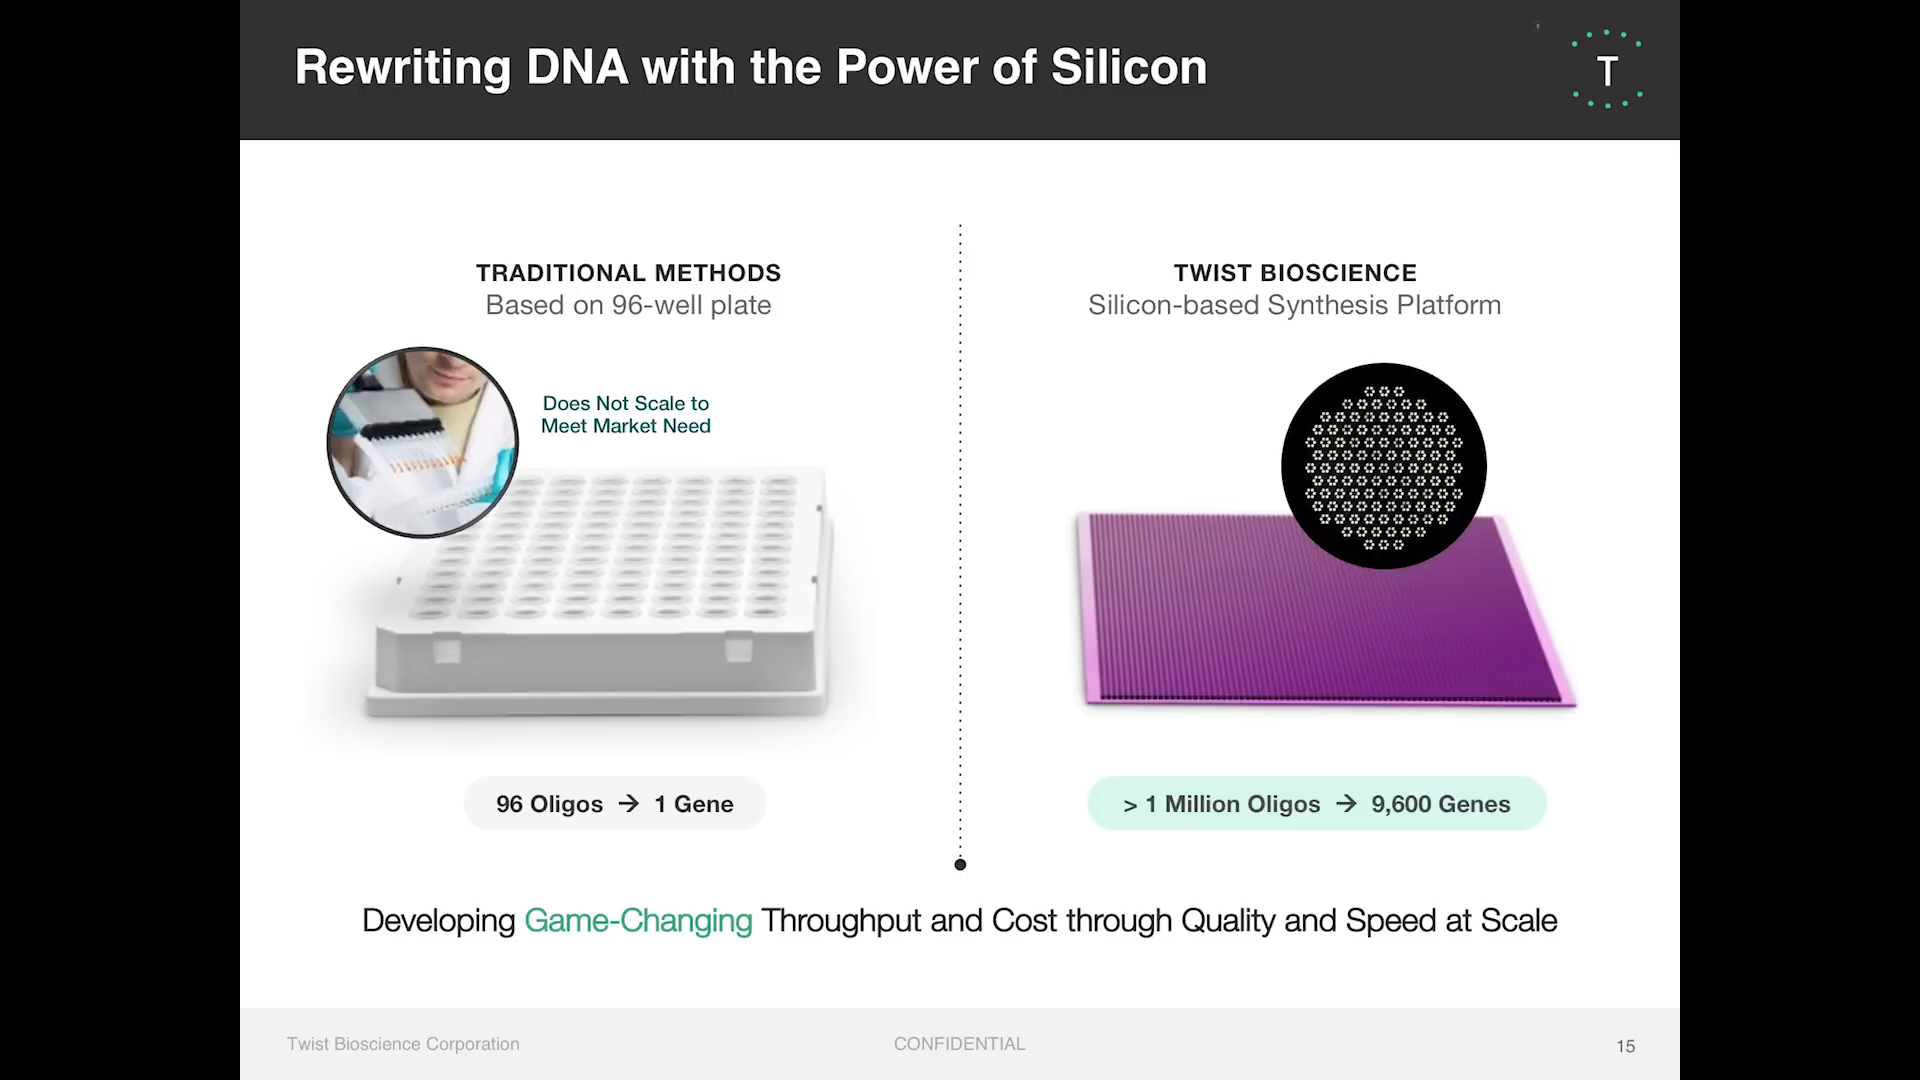 Rewriting DNA with the Power of Silicon
T
TRADITIONAL METHODS
Based on 96-well plate
Does Not Scale to
Meet Market Need
96 Oligos → 1 Gene
TWIST BIOSCIENCE
Silicon-based Synthesis Platform
> 1 Million Oligos → 9,600 Genes
Developing Game-Changing Throughput and Cost through Quality and Speed at Scale
Twist Bioscience Corporation
CONFIDENTIAL
15